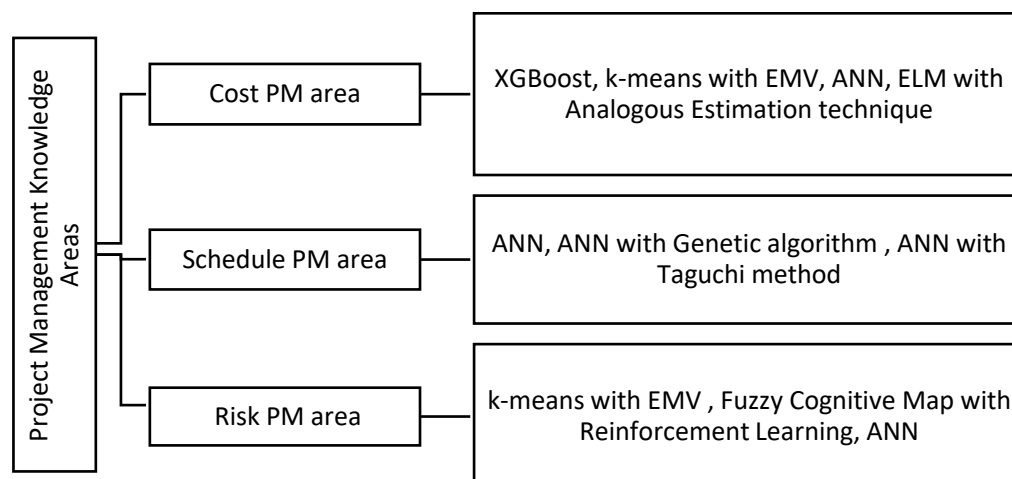 Project Management Knowledge
Areas
Cost PM area
XGBoost, k-means with EMV, ANN, ELM with
Analogous Estimation technique
Schedule PM area
ANN, ANN with Genetic algorithm , ANN with
Taguchi method
Risk PM area
k-means with EMV , Fuzzy Cognitive Map with
Reinforcement Learning, ANN